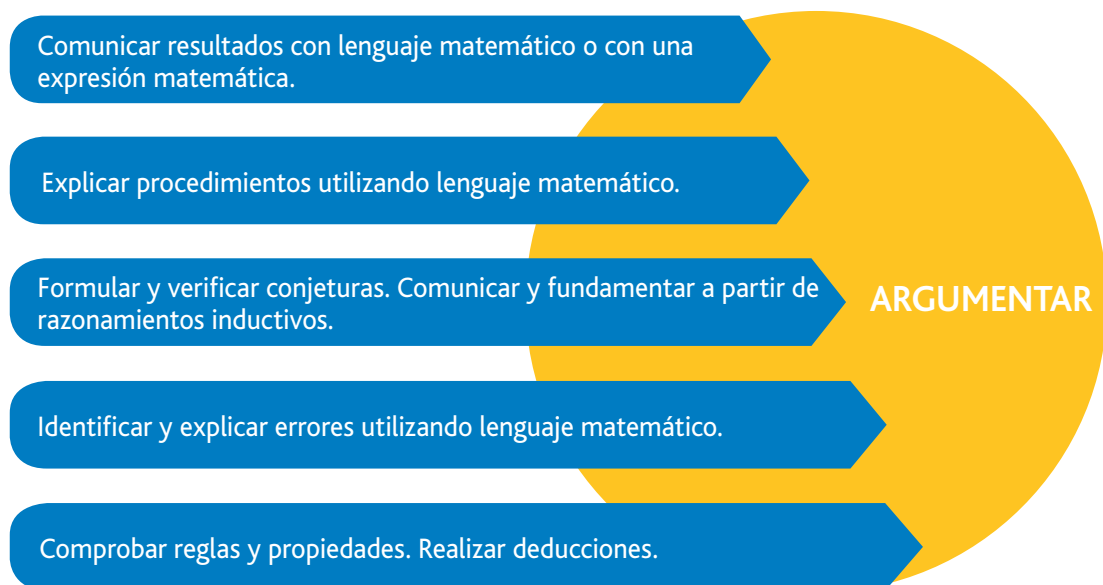 Comunicar resultados con lenguaje matemático o con una
expresión matemática.
Explicar procedimientos utilizando lenguaje matemático.
Formular y verificar conjeturas. Comunicar y fundamentar a partir de
razonamientos inductivos.
ARGUMENTAR
Identificar y explicar errores utilizando lenguaje matemático.
Comprobar reglas y propiedades. Realizar deducciones.